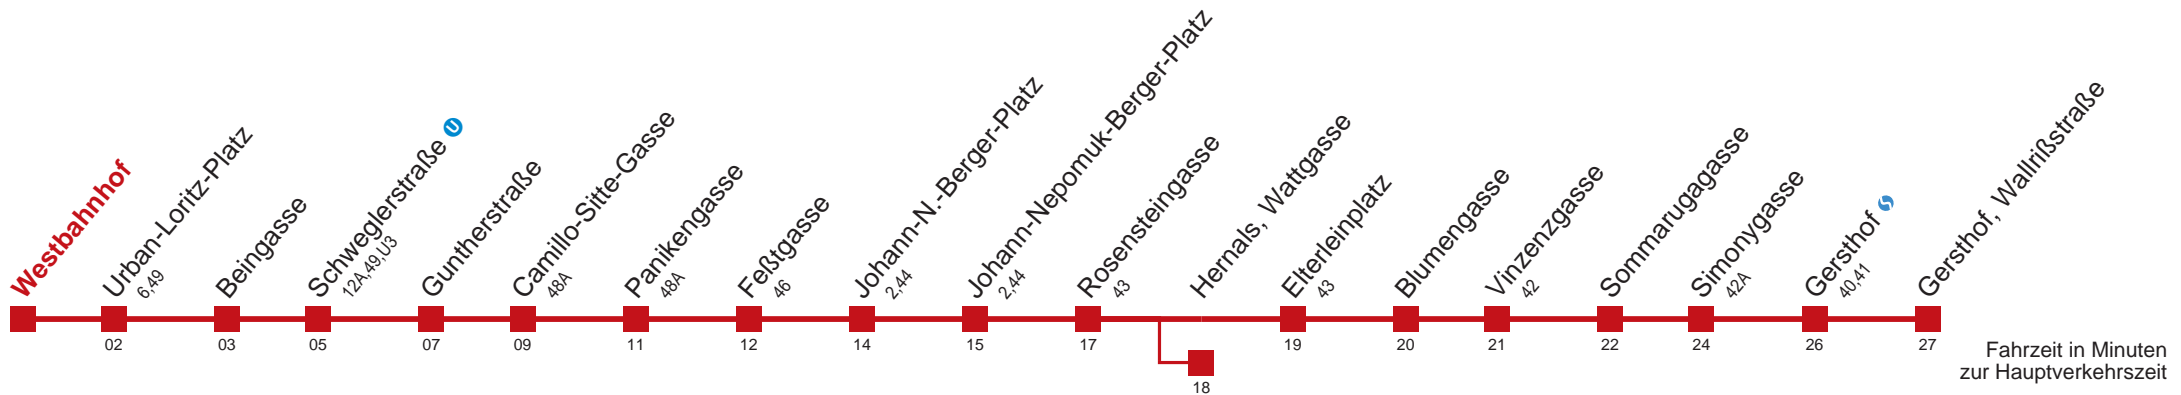 Westbahnhof
Urban-Loritz-Platz
6,49
Beingasse
Schweglerstraße U
12A,49,U3
Guntherstraße
Camillo-Sitte-Gasse
48A
Panikengasse
48A
Feßtgasse
46
Johann-N.-Berger-Platz
2,44
Johann-Nepomuk-Berger-Platz
2,44
Rosensteingasse
43
Hernals, Wattgasse
Elterleinplatz
43
Blumengasse
Vinzenzgasse
42
Sommarugagasse
Simonygasse
42A
Gersthof S
40,41
Gersthof, Wallrißstraße
02 03 05 07 09 11 12 14 15 17 19 20 21 22 24 26 27
18
Fahrzeit in Minuten
zur Hauptverkehrszeit